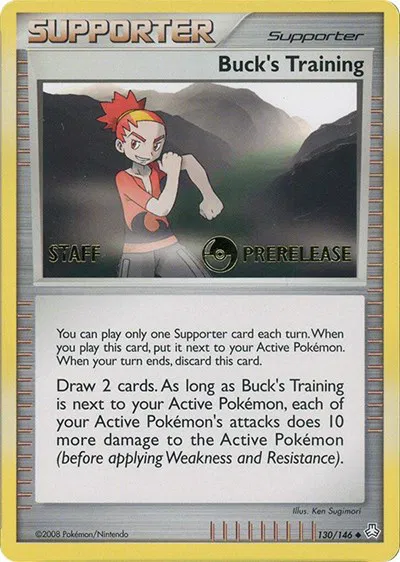 SUPPORTER
Supporter
Buck's Training
STAFF
PRERELEASE
You can play only one Supporter card each turn. When
you play this card, put it next to your Active Pokémon.
When your turn ends, discard this card.
Draw 2 cards. As long as Buck's Training
is next to your Active Pokémon, each of
your Active Pokémon's attacks does 10
more damage to the Active Pokémon
(before applying Weakness and Resistance).
Illus. Ken Sugimori
©2008 Pokémon/Nintendo
130/146